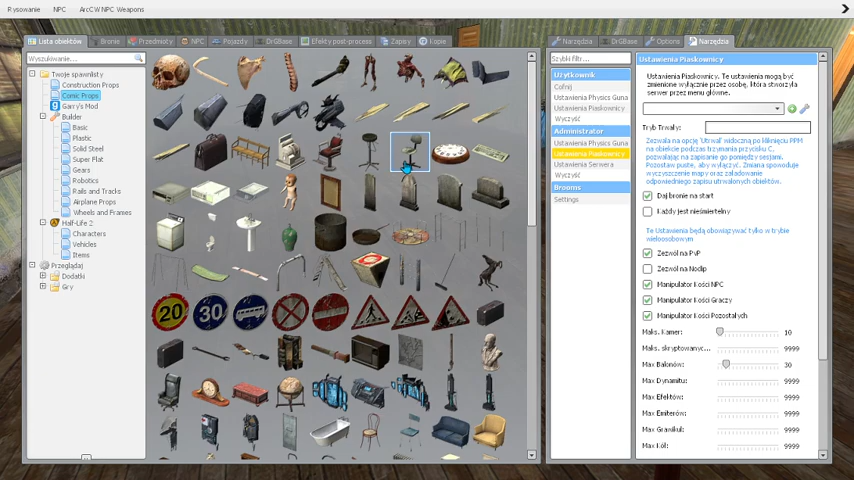 Rysowanie NPC ArcCW NPC Weapons
Lista obiektów Bronie Przedmioty NPC Pojazdy DrGBase Efekty post-process Zapisy Kopie
Wyszukiwanie...
Twoje spawnlisty
Construction Props
Comic Props
Garry's Mod
Builder
Basic
Plastic
Solid Steel
Super Flat
Gears
Robotics
Rails and Tracks
Airplane Props
Wheels and Frames
Half-Life 2
Characters
Vehicles
Items
Przeglądaj
Dodatki
Gry
20
30
Narzędzia DrGBase Options Narzędzia
Szybki filtr...
Użytkownik
Cofnij
Ustawienia Physics Guna
Ustawienia Piaskownicy
Wyczyść
Administrator
Ustawienia Physics Guna
Ustawienia Piaskownicy
Ustawienia Serwera
Wyczyść
Brooms
Settings
Ustawienia Piaskownicy
Ustawienia Piaskownicy. Te ustawienia mogą być
zmienione wyłącznie przez osobę, która stworzyła
serwer przez menu główne.
Tryb Trwały:
Zezwala na opcję 'Utrwal' widoczną po kliknięciu PPM
na obiekcie podczas trzymania przycisku C,
pozwalając na zapisanie go pomiędzy sesjami.
Pozostaw puste, aby wyłączyć. Zmiana spowoduje
wyczyszczenie mapy oraz załadowanie
odpowiedniego zapisu utrwalonych obiektów.
Daj bronie na start
Każdy jest nieśmiertelny
Te Ustawienia będą obowiązywać tylko w trybie
wieloosobowym
Zezwól na PvP
Zezwól na Noclip
Manipulator Kości NPC
Manipulator Kości Graczy
Manipulator Kości Pozostałych
Maks. Kamer: 10
Maks. skryptowanyc... 9999
Max Balonów: 30
Max Dynamitu: 9999
Max Efektów: 9999
Max Emiterów: 9999
Max Grawikul: 9999
Max Kół: 9999